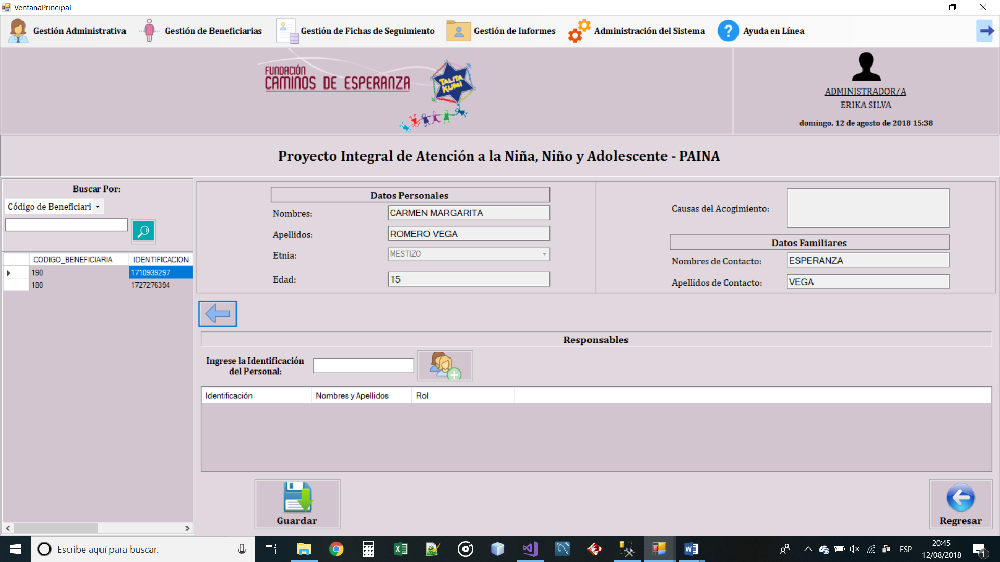 VentanaPrincipal
Gestión Administrativa
Gestión de Beneficiarias
Gestión de Fichas de Seguimiento
Gestión de Informes
Administración del Sistema
? Ayuda en Línea
FUNDACIÓN
CAMINOS DE ESPERANZA
TALITA
KUMI
ADMINISTRADOR/A
ERIKA SILVA
domingo, 12 de agosto de 2018 15:38
Proyecto Integral de Atención a la Niña, Niño y Adolescente - PAINA
Buscar Por:
Código de Beneficiari
CODIGO_BENEFICIARIA IDENTIFICACION
190 1710939297
180 1727276394
Datos Personales
Nombres: CARMEN MARGARITA
Apellidos: ROMERO VEGA
Etnia: MESTIZO
Edad: 15
Causas del Acogimiento:
Datos Familiares
Nombres de Contacto: ESPERANZA
Apellidos de Contacto: VEGA
Responsables
Ingrese la Identificación
del Personal:
Identificación Nombres y Apellidos Rol
Guardar
Regresar
Escribe aquí para buscar.
ESP
20:45
12/08/2018
1